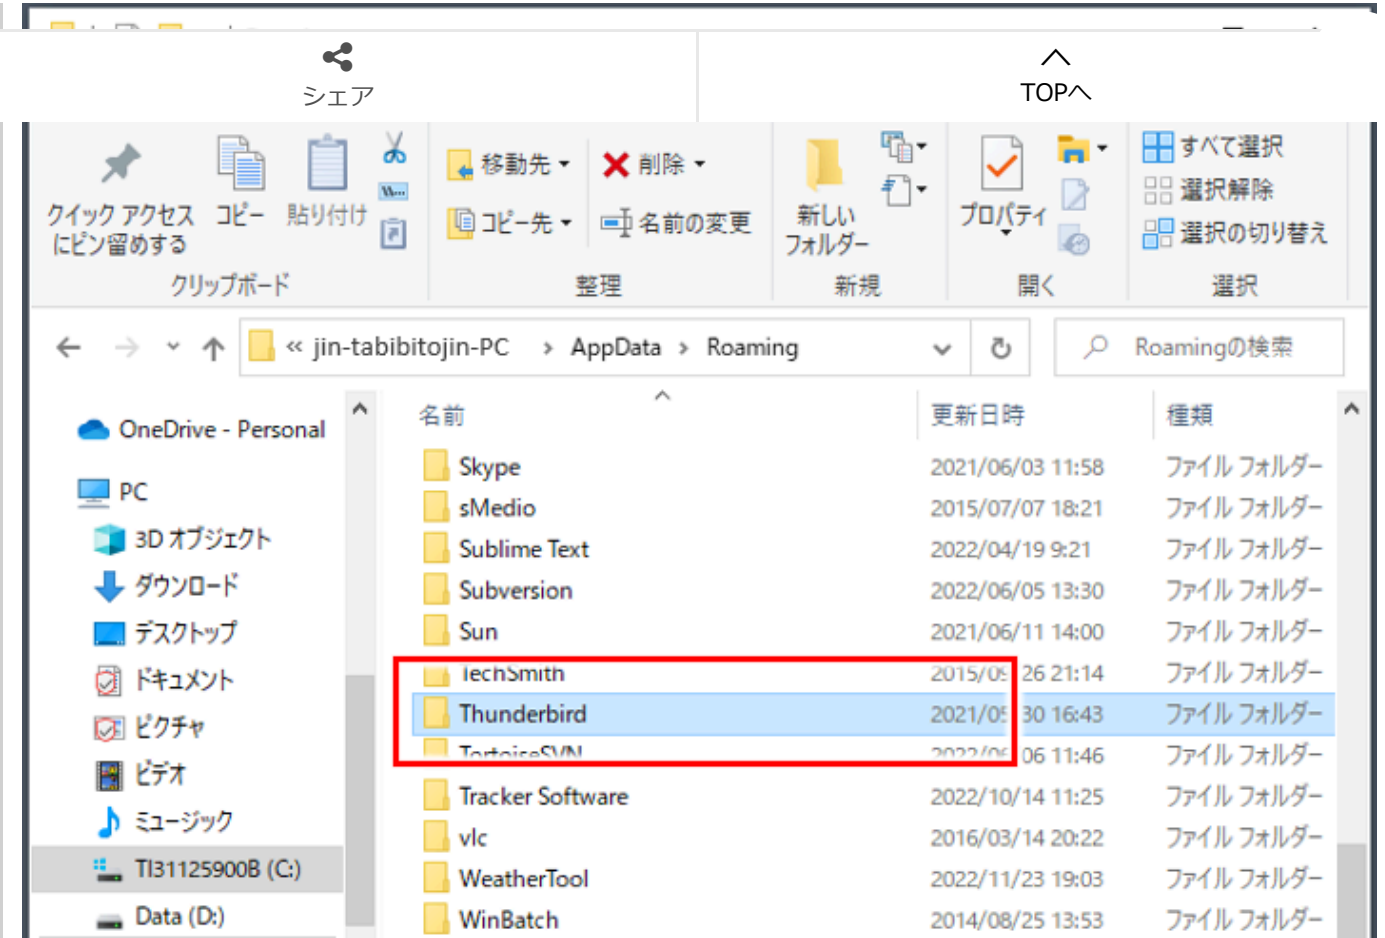 シェア
TOPへ
クイック アクセス
にピン留めする
コピー
貼り付け
移動先
コピー先
削除
名前の変更
新しい
フォルダー
プロパティ
すべて選択
選択解除
選択の切り替え
クリップボード
整理
新規
開く
選択
« jin-tabibitojin-PC > AppData > Roaming
Roamingの検索
OneDrive - Personal
PC
3D オブジェクト
ダウンロード
デスクトップ
ドキュメント
ピクチャ
ビデオ
ミュージック
TI31125900B (C:)
Data (D:)
名前 更新日時 種類
Skype 2021/06/03 11:58 ファイル フォルダー
sMedio 2015/07/07 18:21 ファイル フォルダー
Sublime Text 2022/04/19 9:21 ファイル フォルダー
Subversion 2022/06/05 13:30 ファイル フォルダー
Sun 2021/06/11 14:00 ファイル フォルダー
TechSmith 26 21:14 ファイル フォルダー
Thunderbird 30 16:43 ファイル フォルダー
TortoiseSVN 06 11:46 ファイル フォルダー
Tracker Software 2022/10/14 11:25 ファイル フォルダー
vlc 2016/03/14 20:22 ファイル フォルダー
WeatherTool 2022/11/23 19:03 ファイル フォルダー
WinBatch 2014/08/25 13:53 ファイル フォルダー